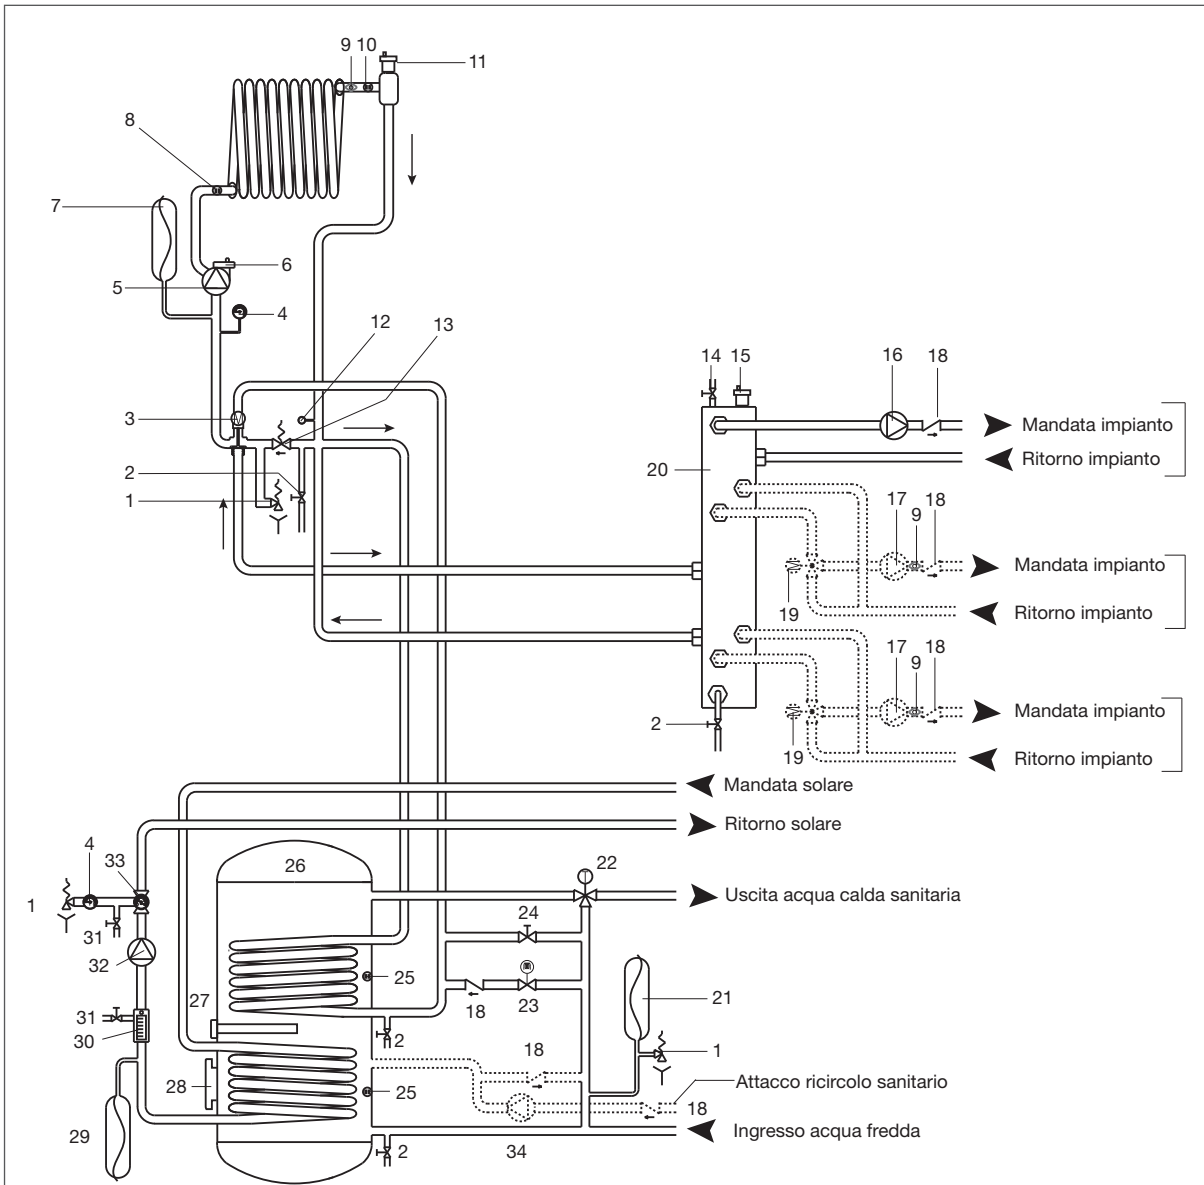 9 10
11
8
7
6
5
4
12 13
3
2
1
14 15 16 18
Mandata impianto
20
Ritorno impianto
17 9 18
Mandata impianto
19
Ritorno impianto
17 9 18
2
Mandata impianto
19
Ritorno impianto
Mandata solare
Ritorno solare
4 33
26
22
1
Uscita acqua calda sanitaria
31
24
32
25
27
18 23
21
31
30
2
18
1
28
25
Attacco ricircolo sanitario
18
29
2
34
Ingresso acqua fredda